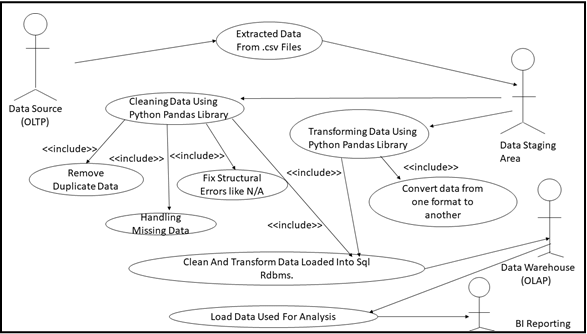 Extracted Data
From .csv Files
Data Source
(OLTP)
Cleaning Data Using
Python Pandas Library
Transforming Data Using
Python Pandas Library
Data Staging
Area
<<include>>
<<include>>
<<include>>
<<include>>
<<include>>
Remove
Duplicate Data
Fix Structural
Errors like N/A
Convert data from
one format to
another
Handling
Missing Data
<<include>>
Clean And Transform Data Loaded Into Sql
Rdbms.
Data Warehouse
(OLAP)
Load Data Used For Analysis
BI Reporting